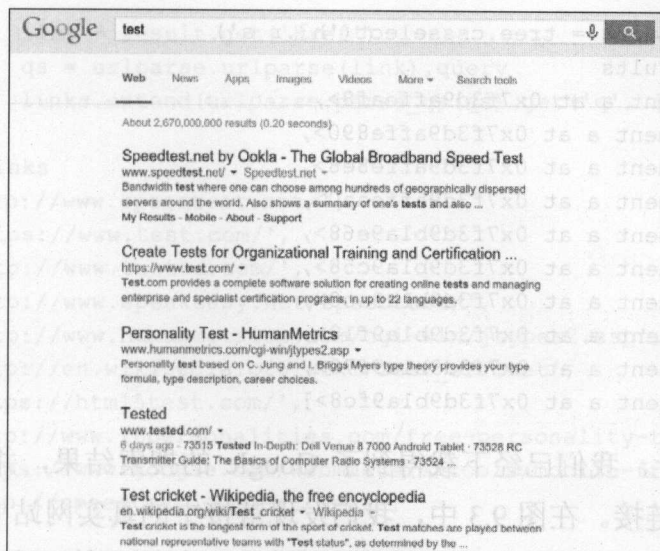 Google test
Web News Apps Images Videos More Search tools
About 2,670,000,000 results (0.20 seconds)
Speedtest.net by Ookla - The Global Broadband Speed Test
www.speedtest.net/ Speedtest.net
Bandwidth test where one can choose among hundreds of geographically dispersed
servers around the world. Also shows a summary of one's tests and also ...
My Results - Mobile - About - Support
Create Tests for Organizational Training and Certification ...
https://www.test.com/
Test.com provides a complete software solution for creating online tests and managing
enterprise and specialist certification programs, in up to 22 languages.
Personality Test - HumanMetrics
www.humanmetrics.com/cgi-win/jtypes2.asp
Personality test based on C. Jung and I. Briggs Myers type theory provides your type
formula, type description, career choices.
Tested
www.tested.com/
6 days ago - 73515 Tested In-Depth: Dell Venue 8 7000 Android Tablet · 73528 RC
Transmitter Guide: The Basics of Computer Radio Systems · 73524 ...
Test cricket - Wikipedia, the free encyclopedia
en.wikipedia.org/wiki/Test_cricket Wikipedia
Test cricket is the longest form of the sport of cricket. Test matches are played between
national representative teams with "Test status", as determined by the ...